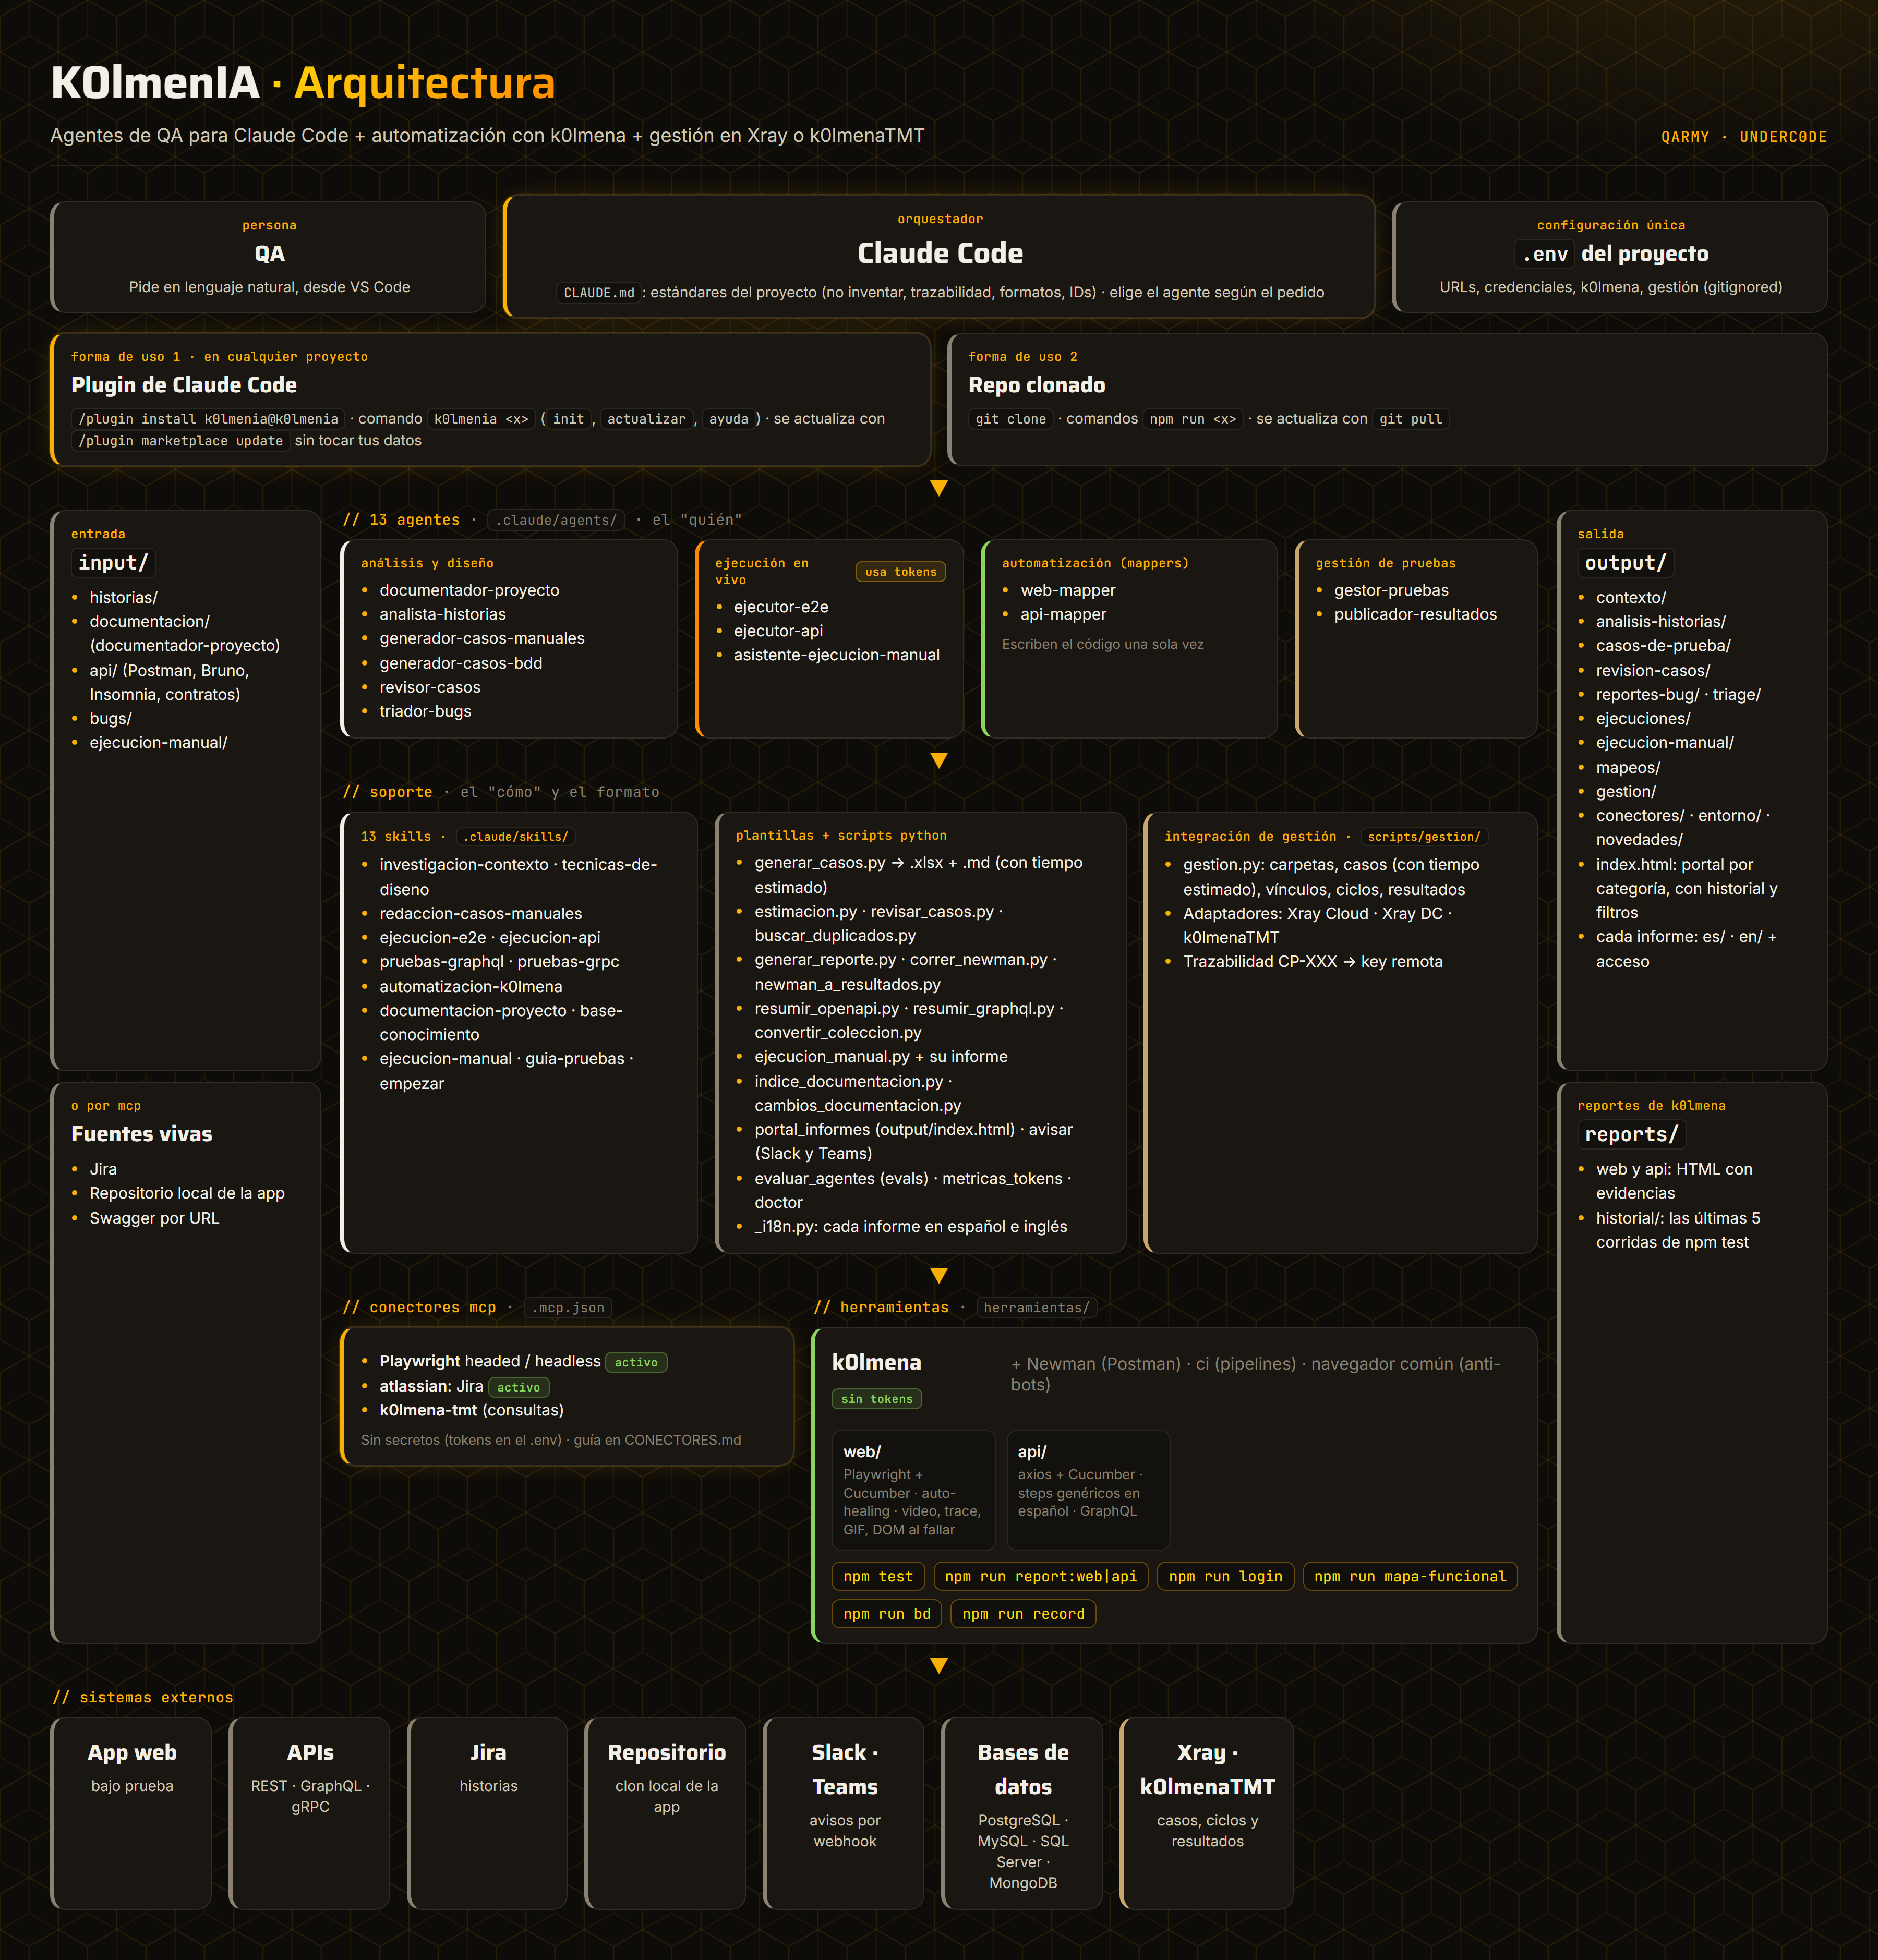 K0lmenIA · Arquitectura
Agentes de QA para Claude Code + automatización con k0lmena + gestión en Xray o k0lmenaTMT
QARMY · UNDERC0DE
persona
QA
Pide en lenguaje natural, desde VS Code
orquestador
Claude Code
CLAUDE.md : estándares del proyecto (no inventar, trazabilidad, formatos, IDs) · elige el agente según el pedido
configuración única
.env del proyecto
URLs, credenciales, k0lmena, gestión (gitignored)
forma de uso 1 · en cualquier proyecto
Plugin de Claude Code
/plugin install k0lmenia@k0lmenia · comando k0lmenia <x> ( init , actualizar , ayuda ) · se actualiza con
/plugin marketplace update sin tocar tus datos
forma de uso 2
Repo clonado
git clone · comandos npm run <x> · se actualiza con git pull
entrada
input/
historias/
documentacion/
(documentador-proyecto)
api/ (Postman, Bruno,
Insomnia, contratos)
bugs/
ejecucion-manual/
o por mcp
Fuentes vivas
Jira
Repositorio local de la app
Swagger por URL
// 13 agentes · .claude/agents/ · el "quién"
análisis y diseño
documentador-proyecto
analista-historias
generador-casos-manuales
generador-casos-bdd
revisor-casos
triador-bugs
ejecución en
vivo
usa tokens
ejecutor-e2e
ejecutor-api
asistente-ejecucion-manual
automatización (mappers)
web-mapper
api-mapper
Escriben el código una sola vez
gestión de pruebas
gestor-pruebas
publicador-resultados
// soporte · el "cómo" y el formato
13 skills · .claude/skills/
investigacion-contexto · tecnicas-de-
diseno
redaccion-casos-manuales
ejecucion-e2e · ejecucion-api
pruebas-graphql · pruebas-grpc
automatizacion-k0lmena
documentacion-proyecto · base-
conocimiento
ejecucion-manual · guia-pruebas ·
empezar
plantillas + scripts python
generar_casos.py → .xlsx + .md (con tiempo
estimado)
estimacion.py · revisar_casos.py ·
buscar_duplicados.py
generar_reporte.py · correr_newman.py ·
newman_a_resultados.py
resumir_openapi.py · resumir_graphql.py ·
convertir_coleccion.py
ejecucion_manual.py + su informe
indice_documentacion.py ·
cambios_documentacion.py
portal_informes (output/index.html) · avisar
(Slack y Teams)
evaluar_agentes (evals) · metricas_tokens ·
doctor
_i18n.py: cada informe en español e inglés
integración de gestión · scripts/gestion/
gestion.py: carpetas, casos (con tiempo
estimado), vínculos, ciclos, resultados
Adaptadores: Xray Cloud · Xray DC ·
k0lmenaTMT
Trazabilidad CP-XXX → key remota
// conectores mcp · .mcp.json
Playwright headed / headless activo
atlassian: Jira activo
k0lmena-tmt (consultas)
Sin secretos (tokens en el .env) · guía en CONECTORES.md
// herramientas · herramientas/
k0lmena
sin tokens
+ Newman (Postman) · ci (pipelines) · navegador común (anti-
bots)
web/
Playwright +
Cucumber · auto-
healing · video, trace,
GIF, DOM al fallar
api/
axios + Cucumber ·
steps genéricos en
español · GraphQL
npm test
npm run report:web|api
npm run login
npm run mapa-funcional
npm run bd
npm run record
salida
output/
contexto/
analisis-historias/
casos-de-prueba/
revision-casos/
reportes-bug/ · triage/
ejecuciones/
ejecucion-manual/
mapeos/
gestion/
conectores/ · entorno/ ·
novedades/
index.html: portal por
categoría, con historial y
filtros
cada informe: es/ · en/ +
acceso
reportes de k0lmena
reports/
web y api: HTML con
evidencias
historial/: las últimas 5
corridas de npm test
// sistemas externos
App web
bajo prueba
APIs
REST · GraphQL ·
gRPC
Jira
historias
Repositorio
clon local de la
app
Slack ·
Teams
avisos por
webhook
Bases de
datos
PostgreSQL ·
MySQL · SQL
Server ·
MongoDB
Xray ·
k0lmenaTMT
casos, ciclos y
resultados